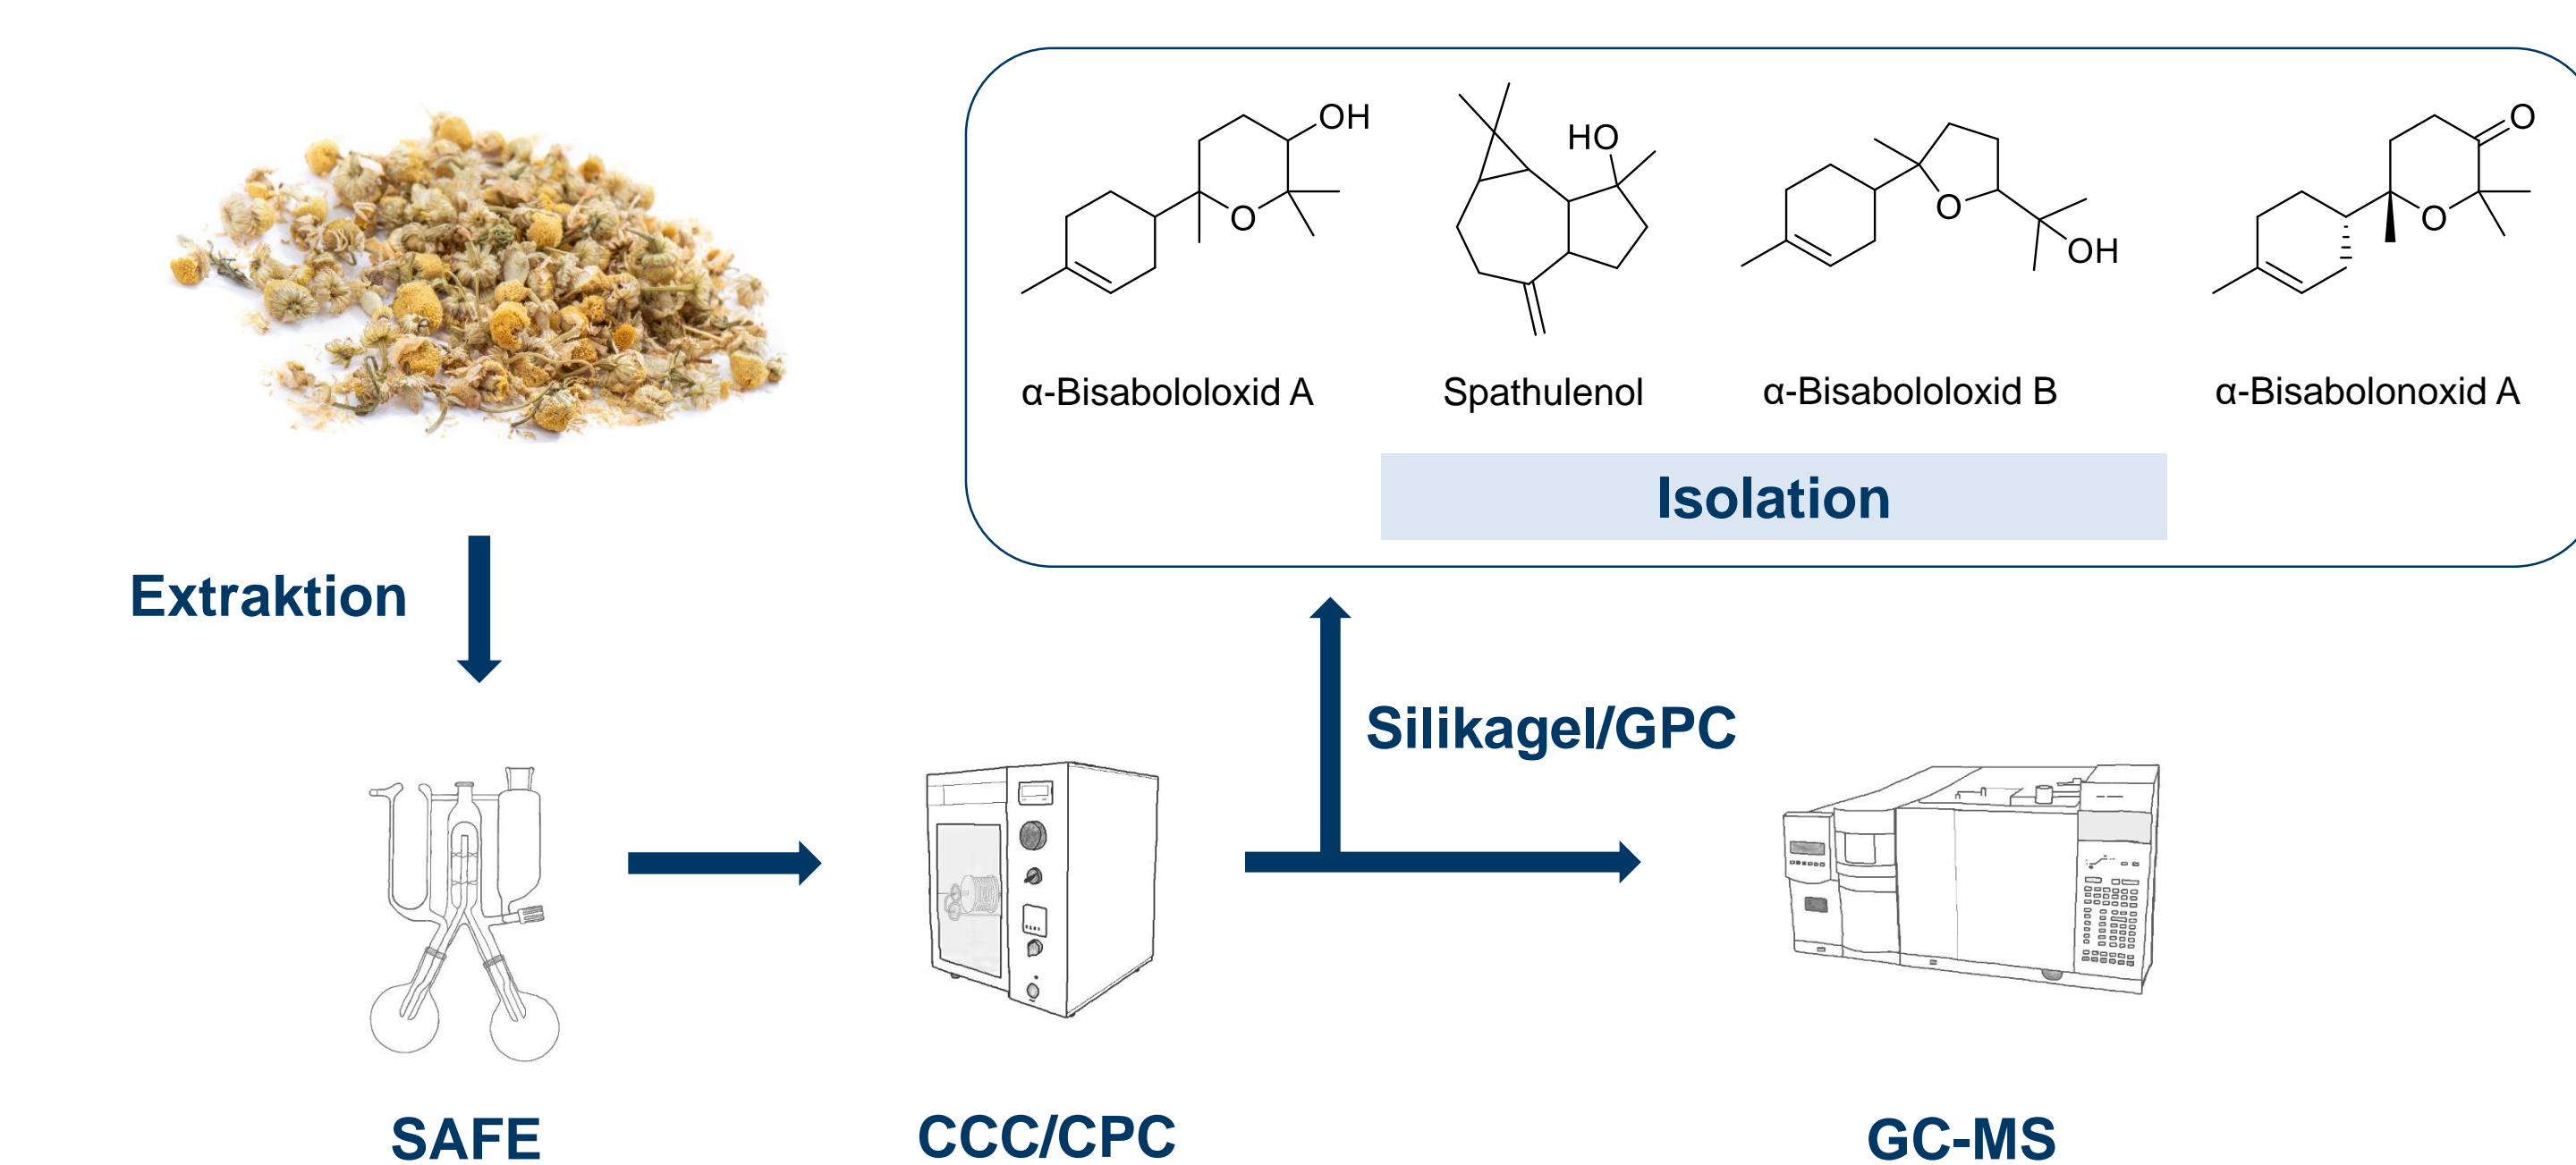 OH
O
HO
O
OH
O
O
α-Bisabololoxid A
Spathulenol
α-Bisabololoxid B
α-Bisabolonoxid A
Isolation
Extraktion
Silikagel/GPC
SAFE
CCC/CPC
GC-MS